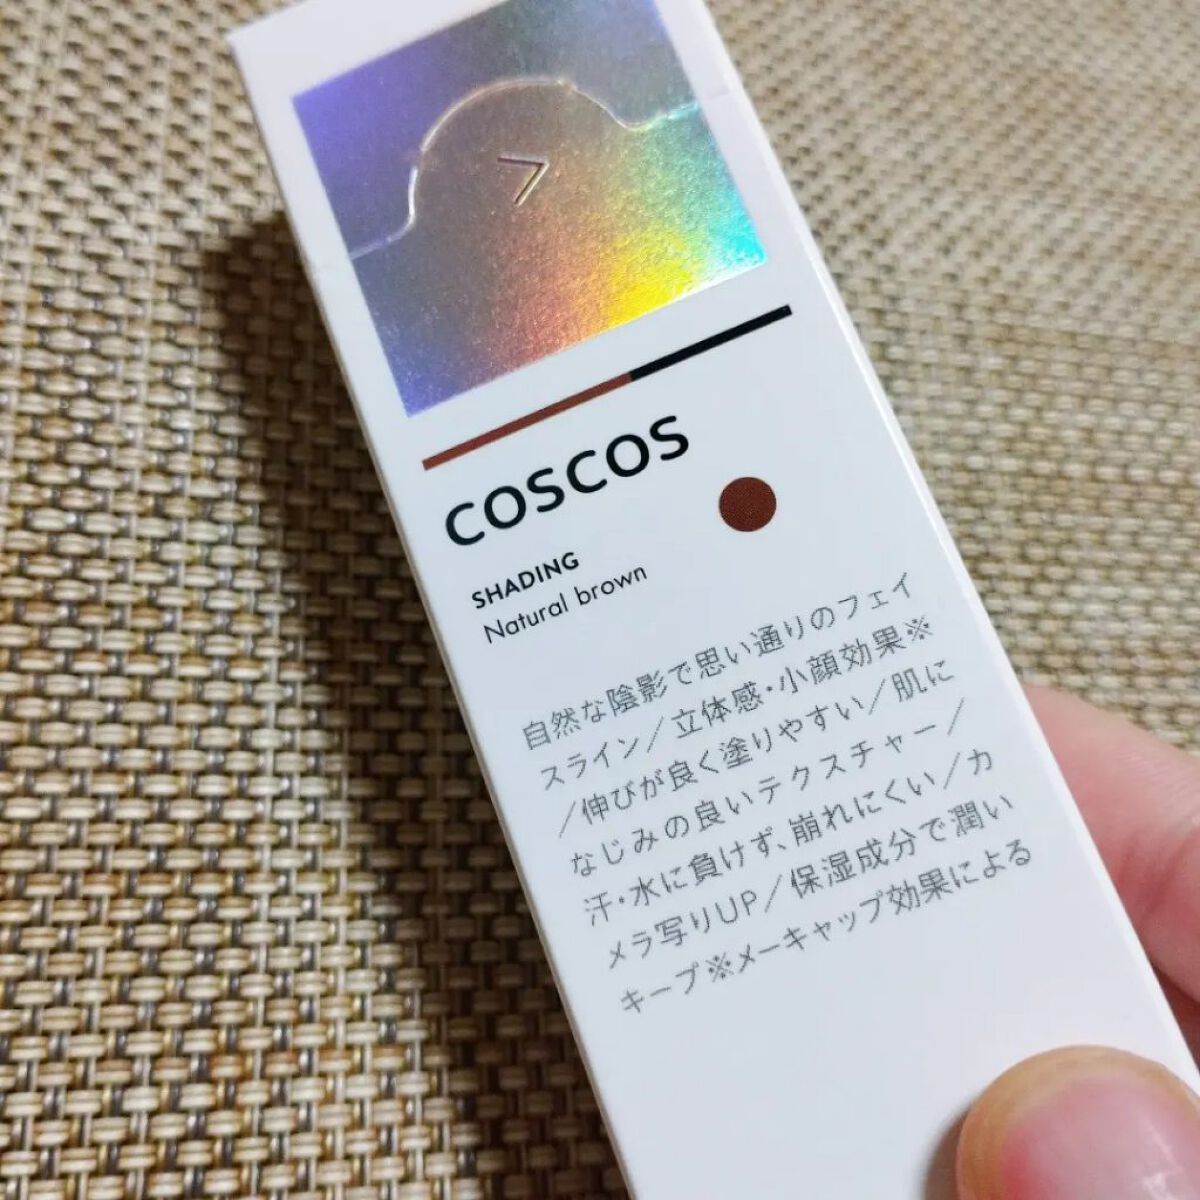 COSCOS
SHADING
Natural brown
自然な陰影で思い通りのフェイ
スライン/立体感・小顔効果※
/伸びが良く塗りやすい/肌に
なじみの良いテクスチャー/
汗・水に負けず、崩れにくい/カ
メラ写りUP/保湿成分で潤い
キープ※メーキャップ効果による